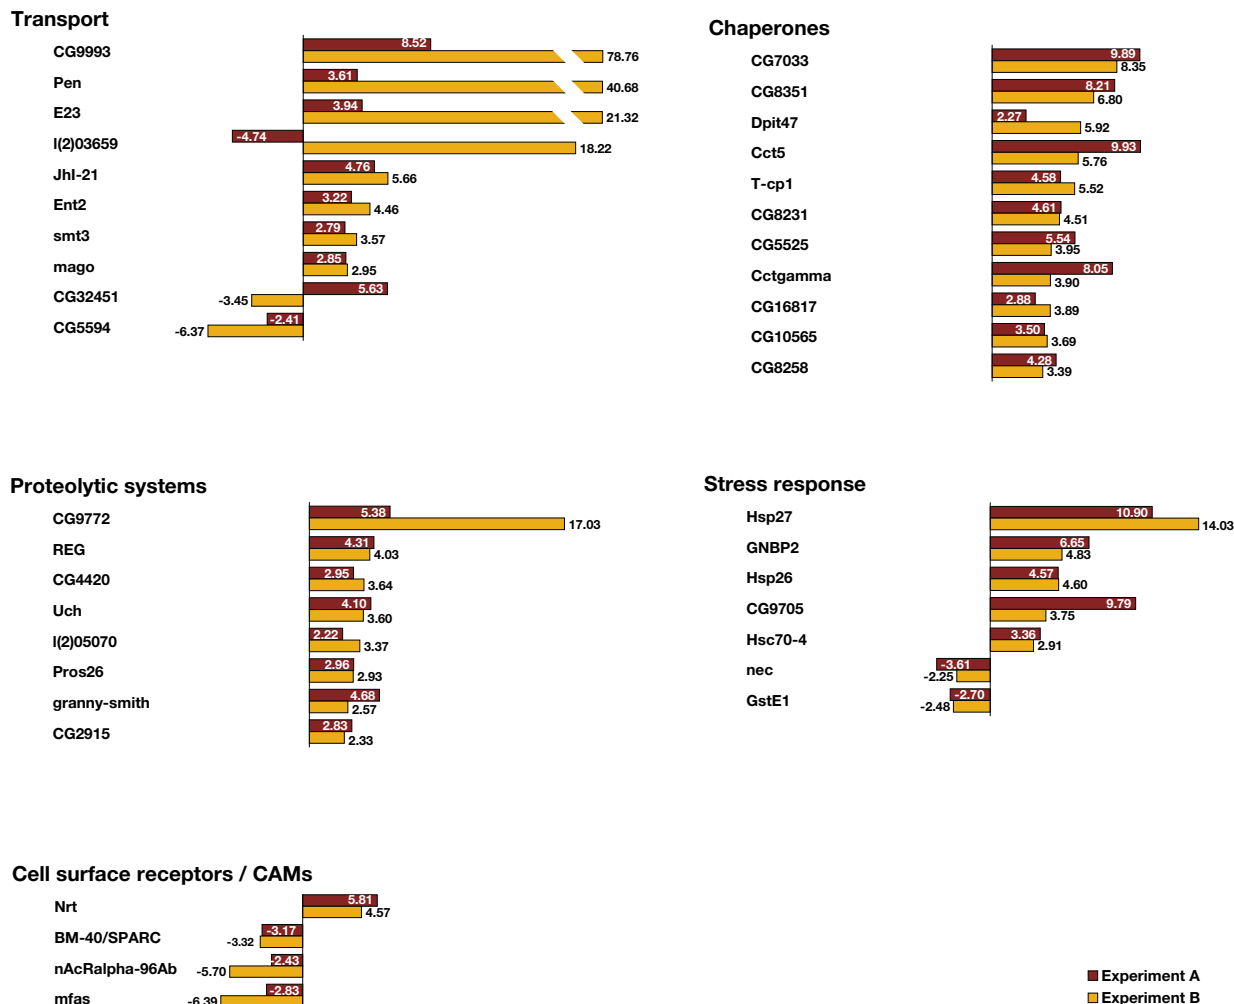 Transport
CG9993 8.52 78.76
Pen 3.61 40.68
E23 3.94 21.32
l(2)03659 -4.74 18.22
JhI-21 4.76 5.66
Ent2 3.22 4.46
smt3 2.79 3.57
mago 2.85 2.95
CG32451 5.63 -3.45
CG5594 -2.41 -6.37
Chaperones
CG7033 9.89 8.35
CG8351 8.21 6.80
Dpit47 2.27 5.92
Cct5 9.93 5.76
T-cp1 4.58 5.52
CG8231 4.61 4.51
CG5525 5.54 3.95
Cctgamma 8.05 3.90
CG16817 2.88 3.89
CG10565 3.50 3.69
CG8258 4.28 3.39
Proteolytic systems
CG9772 5.38 17.03
REG 4.31 4.03
CG4420 2.95 3.64
Uch 4.10 3.60
l(2)05070 2.22 3.37
Pros26 2.96 2.93
granny-smith 4.68 2.57
CG2915 2.83 2.33
Stress response
Hsp27 10.90 14.03
GNBP2 6.65 4.83
Hsp26 4.57 4.60
CG9705 9.79 3.75
Hsc70-4 3.36 2.91
nec -3.61 -2.25
GstE1 -2.70 -2.48
Cell surface receptors / CAMs
Nrt 5.81 4.57
BM-40/SPARC -3.17 -3.32
nAcRalpha-96Ab -2.43 -5.70
mfas -2.83 -6.39
Experiment A
Experiment B